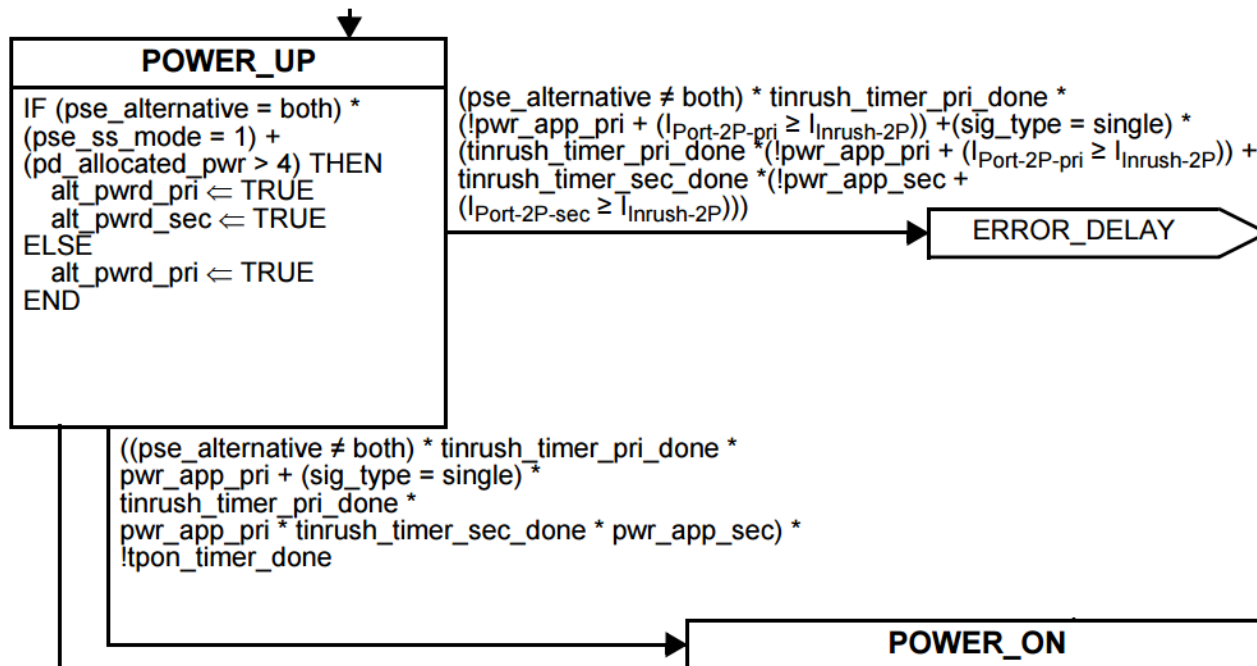 POWER_UP
IF (pse_alternative = both) *
(pse_ss_mode = 1) +
(pd_allocated_pwr > 4) THEN
alt_pwrd_pri ⇐ TRUE
alt_pwrd_sec ⇐ TRUE
ELSE
alt_pwrd_pri ⇐ TRUE
END
(pse_alternative ≠ both) * tinrush_timer_pri_done *
(!pwr_app_pri + (IPort-2P-pri ≥ IInrush-2P)) +(sig_type = single) *
(tinrush_timer_pri_done *(!pwr_app_pri + (IPort-2P-pri ≥ IInrush-2P)) +
tinrush_timer_sec_done *(!pwr_app_sec +
(IPort-2P-sec ≥ IInrush-2P)))
ERROR_DELAY
((pse_alternative ≠ both) * tinrush_timer_pri_done *
pwr_app_pri + (sig_type = single) *
tinrush_timer_pri_done *
pwr_app_pri * tinrush_timer_sec_done * pwr_app_sec) *
!tpon_timer_done
POWER_ON